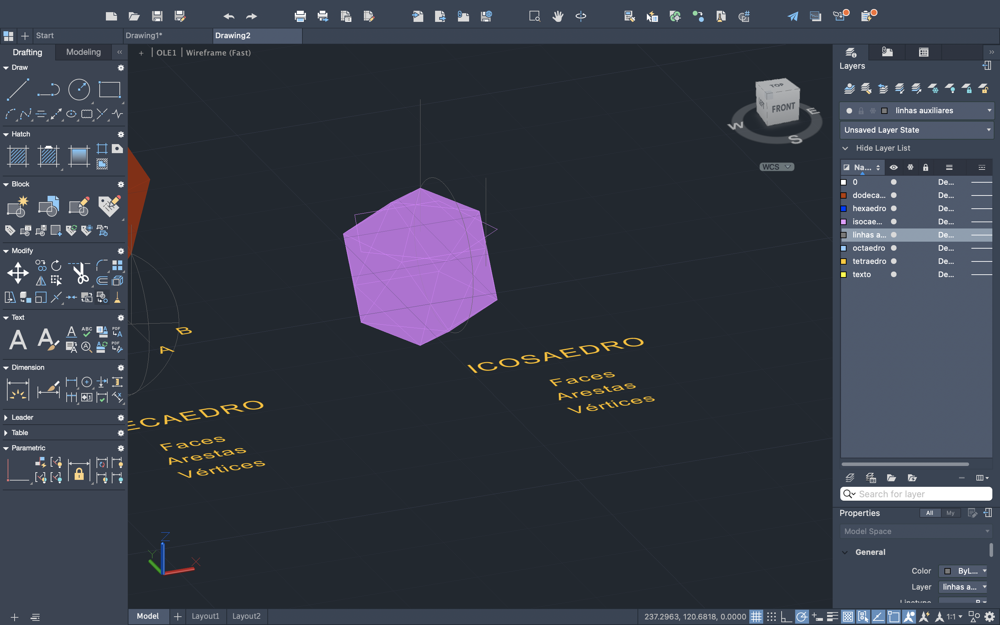 Start
Drawing1*
Drawing2
Drafting
Modeling
Draw
Hatch
Block
Modify
Text
A
A
A
ABC
A
PDF
A
A
A
A
PDF
Dimension
Leader
Table
Parametric
+ | OLE1 | Wireframe (Fast)
TOP
LEFT
FRONT
W
S
E
WCS
B
A
ICOSAEDRO
Faces
Arestas
Vértices
ECAEDRO
Faces
Arestas
Vértices
Z
Y
X
Layers
linhas auxiliares
Unsaved Layer State
Hide Layer List
Na...
0 De...
dodeca... De...
hexaedro De...
isocae... De...
linhas a... De...
octaedro De...
tetraedro De...
texto De...
Search for layer
Properties
All
My
Model Space
General
Color ByL...
Layer linhas a...
Model
Layout1
Layout2
237.2963, 120.6818, 0.0000
1:1